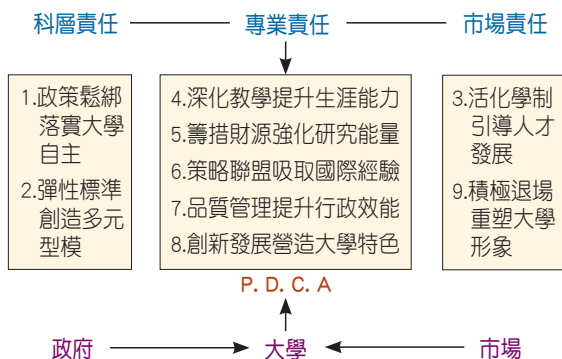 科層責任
專業責任
市場責任
1.政策鬆綁
落實大學
自主
2.彈性標準
創造多元
型模
4.深化教學提升生涯能力
5.籌措財源強化研究能量
6.策略聯盟吸取國際經驗
7.品質管理提升行政效能
8.創新發展營造大學特色
3.活化學制
引導人才
發展
9.積極退場
重塑大學
形象
P. D. C. A
政府
大學
市場